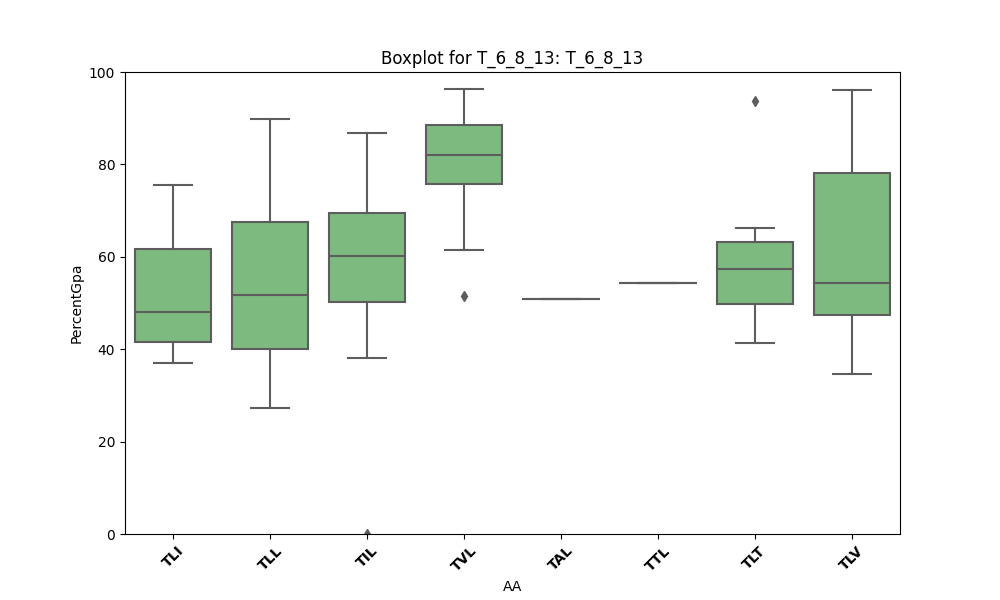 Boxplot for T_6_8_13: T_6_8_13
100
80
60
40
20
0
PercentGpa
TLI
TLL
TIL
TVL
TAL
TTL
TLT
TLV
AA